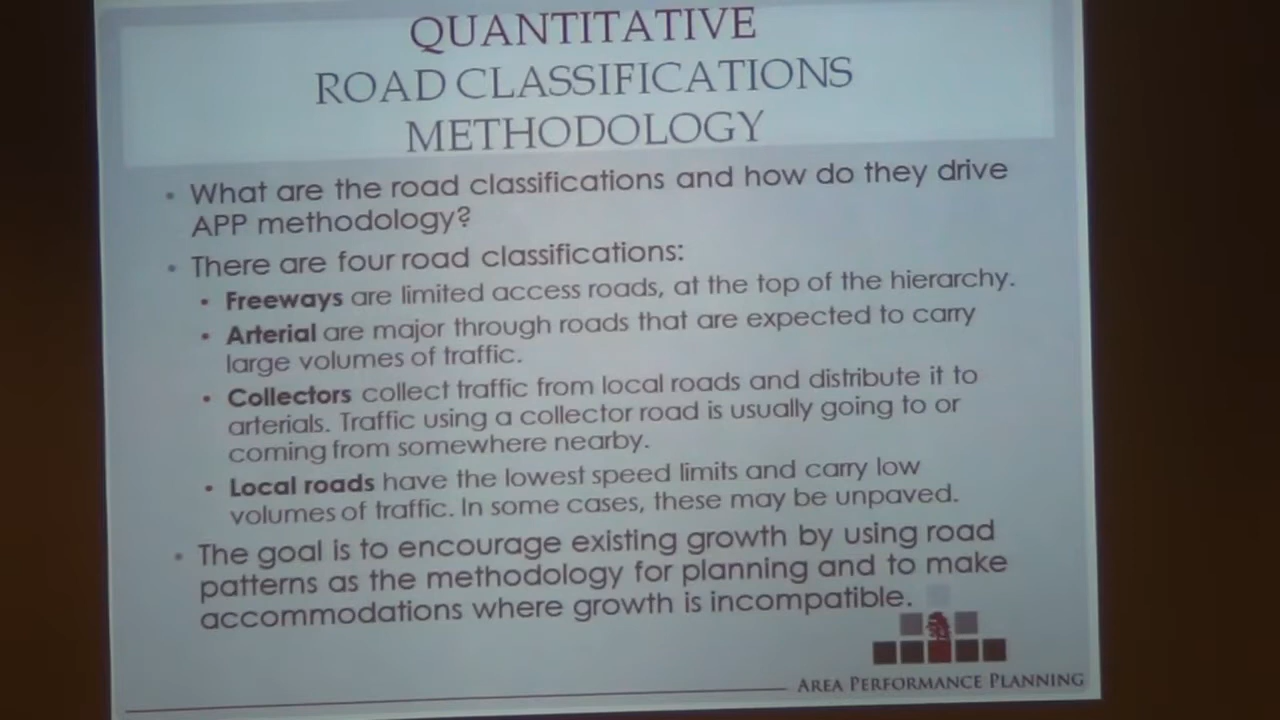 QUANTITATIVE
ROAD CLASSIFICATIONS
METHODOLOGY
• What are the road classifications and how do they drive
APP methodology?
• There are four road classifications:
• Freeways are limited access roads, at the top of the hierarchy.
• Arterial are major through roads that are expected to carry
large volumes of traffic.
• Collectors collect traffic from local roads and distribute it to
arterials. Traffic using a collector road is usually going to or
coming from somewhere nearby.
• Local roads have the lowest speed limits and carry low
volumes of traffic. In some cases, these may be unpaved.
• The goal is to encourage existing growth by using road
patterns as the methodology for planning and to make
accommodations where growth is incompatible.
AREA PERFORMANCE PLANNING